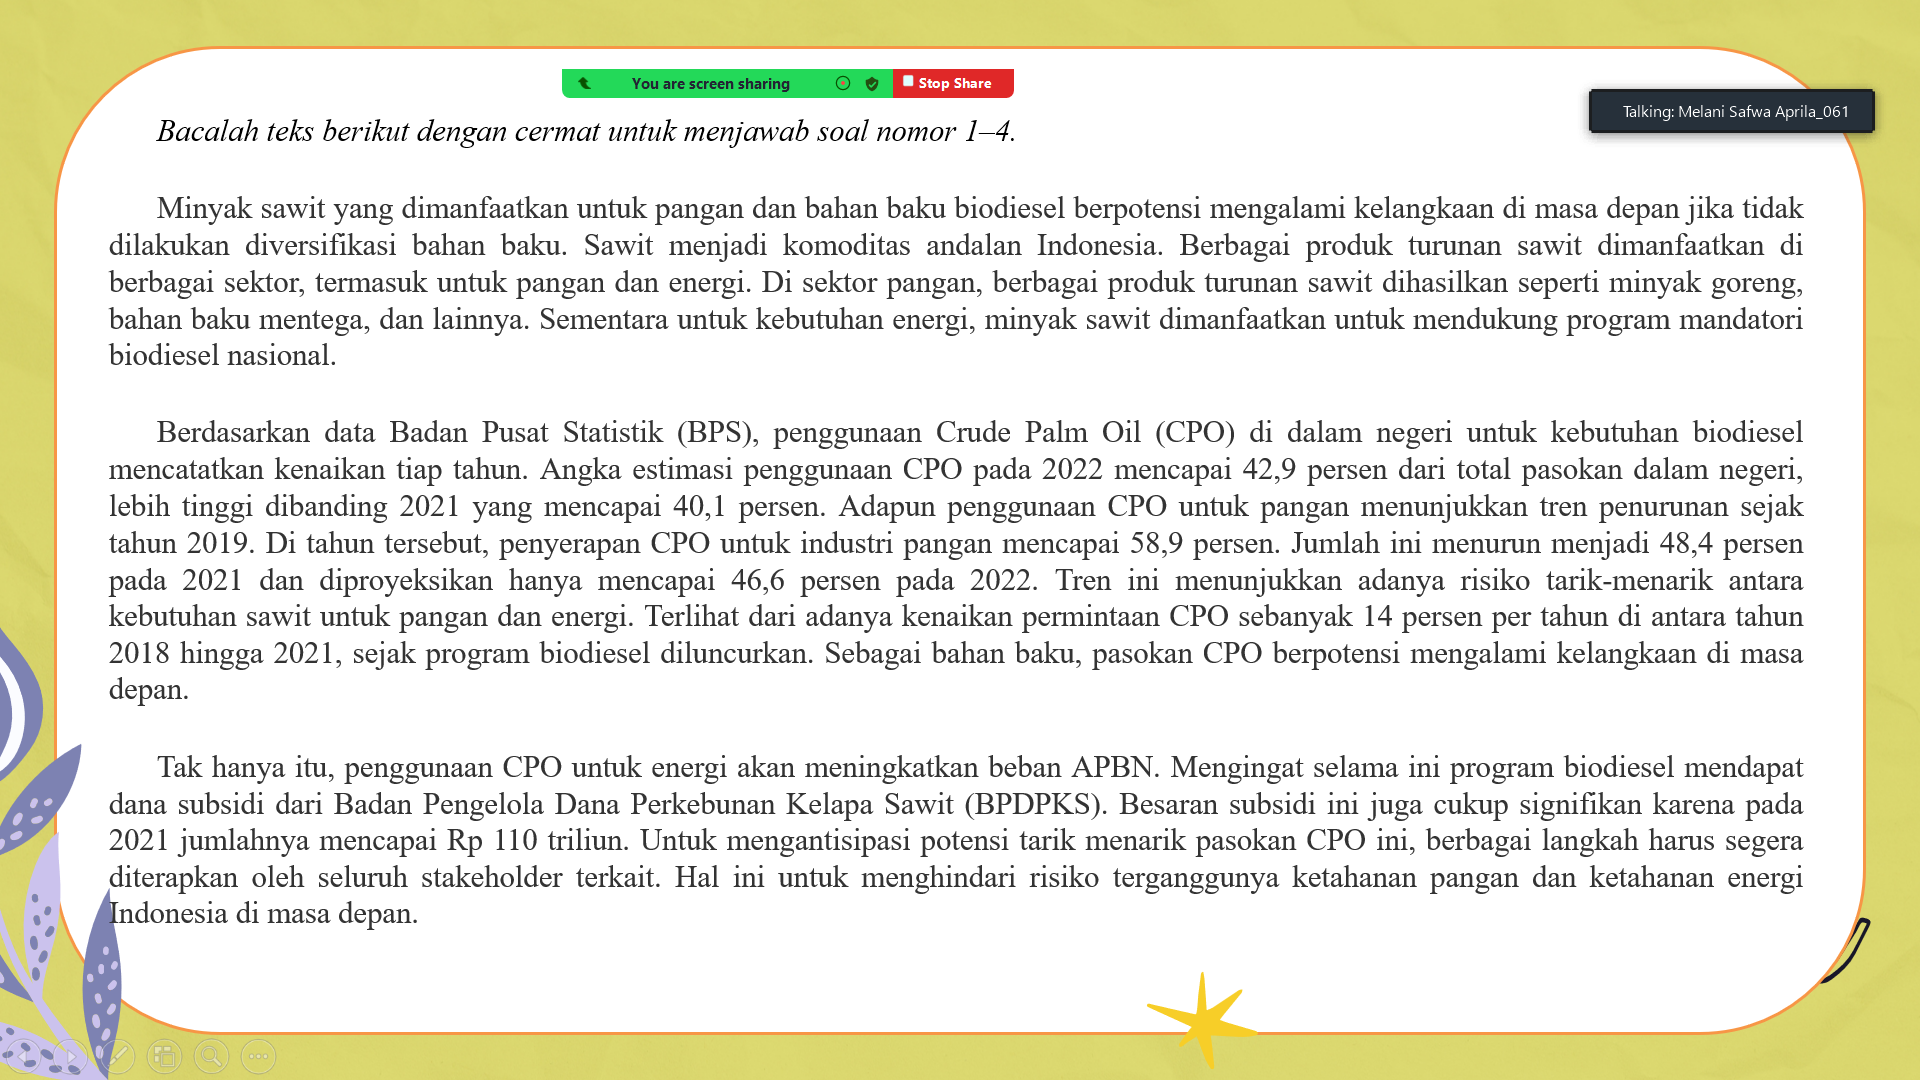 You are screen sharing
Stop Share
Talking: Melani Safwa Aprila_061
Bacalah teks berikut dengan cermat untuk menjawab soal nomor 1–4.
Minyak sawit yang dimanfaatkan untuk pangan dan bahan baku biodiesel berpotensi mengalami kelangkaan di masa depan jika tidak
dilakukan diversifikasi bahan baku. Sawit menjadi komoditas andalan Indonesia. Berbagai produk turunan sawit dimanfaatkan di
berbagai sektor, termasuk untuk pangan dan energi. Di sektor pangan, berbagai produk turunan sawit dihasilkan seperti minyak goreng,
bahan baku mentega, dan lainnya. Sementara untuk kebutuhan energi, minyak sawit dimanfaatkan untuk mendukung program mandatori
biodiesel nasional.
Berdasarkan data Badan Pusat Statistik (BPS), penggunaan Crude Palm Oil (CPO) di dalam negeri untuk kebutuhan biodiesel
mencatatkan kenaikan tiap tahun. Angka estimasi penggunaan CPO pada 2022 mencapai 42,9 persen dari total pasokan dalam negeri,
lebih tinggi dibanding 2021 yang mencapai 40,1 persen. Adapun penggunaan CPO untuk pangan menunjukkan tren penurunan sejak
tahun 2019. Di tahun tersebut, penyerapan CPO untuk industri pangan mencapai 58,9 persen. Jumlah ini menurun menjadi 48,4 persen
pada 2021 dan diproyeksikan hanya mencapai 46,6 persen pada 2022. Tren ini menunjukkan adanya risiko tarik-menarik antara
kebutuhan sawit untuk pangan dan energi. Terlihat dari adanya kenaikan permintaan CPO sebanyak 14 persen per tahun di antara tahun
2018 hingga 2021, sejak program biodiesel diluncurkan. Sebagai bahan baku, pasokan CPO berpotensi mengalami kelangkaan di masa
depan.
Tak hanya itu, penggunaan CPO untuk energi akan meningkatkan beban APBN. Mengingat selama ini program biodiesel mendapat
dana subsidi dari Badan Pengelola Dana Perkebunan Kelapa Sawit (BPDPKS). Besaran subsidi ini juga cukup signifikan karena pada
2021 jumlahnya mencapai Rp 110 triliun. Untuk mengantisipasi potensi tarik menarik pasokan CPO ini, berbagai langkah harus segera
diterapkan oleh seluruh stakeholder terkait. Hal ini untuk menghindari risiko terganggunya ketahanan pangan dan ketahanan energi
Indonesia di masa depan.